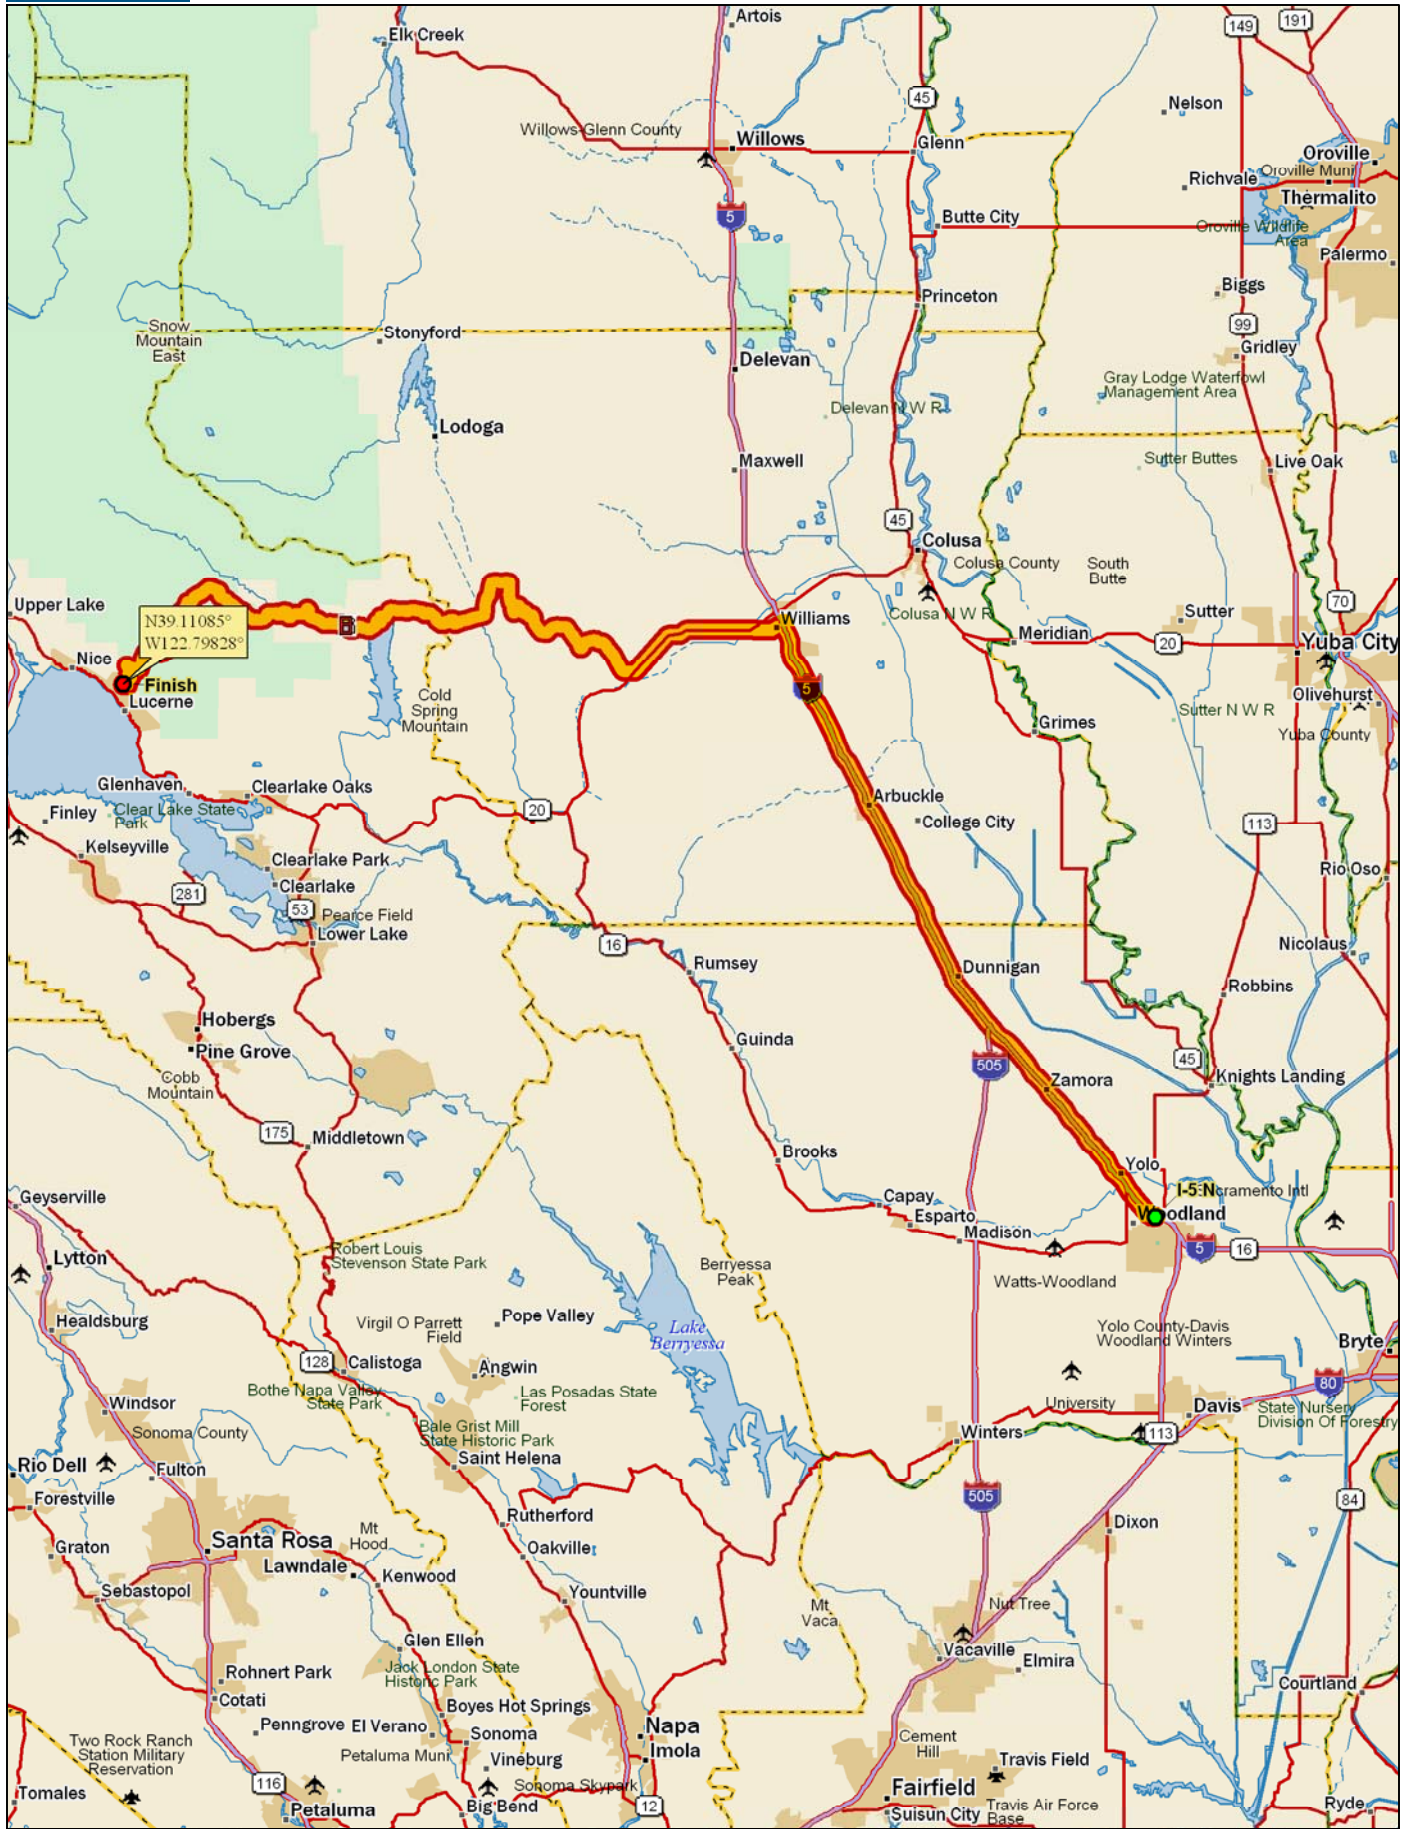 Artois
Elk Creek
149
191
45
Nelson
Willows-Glenn County
Willows
Glenn
Oroville
Oroville Muni
Richvale
Thermalito
5
Butte City
Oroville Wildlife
Area
Palermo
Biggs
Princeton
99
Snow
Mountain
East
Stonyford
Gridley
Delevan
Gray Lodge Waterfowl
Management Area
Delevan N W R
Lodoga
Maxwell
Sutter Buttes
Live Oak
45
Colusa
Colusa County
South
Butte
Upper Lake
N39.11085°
W122.79828°
B
Williams
Colusa N W R
Sutter
70
Meridian
20
Yuba City
Nice
Finish
Lucerne
5
Cold
Spring
Mountain
Olivehurst
Sutter N W R
Grimes
Yuba County
Glenhaven
Clearlake Oaks
Arbuckle
Finley
Clear Lake State
Park
20
College City
113
Kelseyville
Clearlake Park
Clearlake
Rio Oso
281
53
Pearce Field
Lower Lake
16
Nicolaus
Rumsey
Dunnigan
Robbins
Hobergs
Pine Grove
Guinda
505
45
Cobb
Mountain
Zamora
Knights Landing
175
Middletown
Brooks
Yolo
Geyserville
I-5 N
cramento Intl
Capay
Esparto
Woodland
Madison
5
16
Lytton
Robert Louis
Stevenson State Park
Berryessa
Peak
Watts-Woodland
Healdsburg
Virgil O Parrett
Field
Pope Valley
Lake
Berryessa
Yolo County-Davis
Woodland Winters
Bryte
128
Calistoga
Angwin
80
Bothe Napa Valley
State Park
Las Posadas State
Forest
University
Davis
State Nursery
Division Of Forestry
Windsor
Sonoma County
Bale Grist Mill
State Historic Park
Winters
113
Rio Dell
Fulton
Saint Helena
Forestville
505
84
Rutherford
Dixon
Graton
Santa Rosa
Mt
Hood
Oakville
Lawndale
Kenwood
Sebastopol
Yountville
Mt
Vaca
Nut Tree
Glen Ellen
Vacaville
Elmira
Rohnert Park
Jack London State
Historic Park
Cotati
Courtland
Boyes Hot Springs
Penngrove
El Verano
Sonoma
Napa
Imola
Two Rock Ranch
Station Military
Reservation
Petaluma Muni
Vineburg
Cement
Hill
Travis Field
Tomales
116
Sonoma Skypark
Fairfield
Petaluma
Big Bend
12
Suisun City
Travis Air Force
Base
Ryde